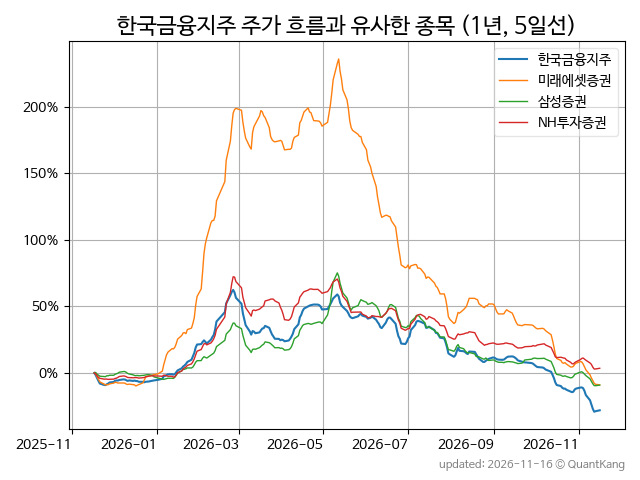 한국금융지주 주가 흐름과 유사한 종목 (1년, 5일선)
한국금융지주
미래에셋증권
삼성증권
NH투자증권
200%
150%
100%
50%
0%
2025-11 2026-01 2026-03 2026-05 2026-07 2026-09 2026-11
updated: 2026-11-16 © QuantKang